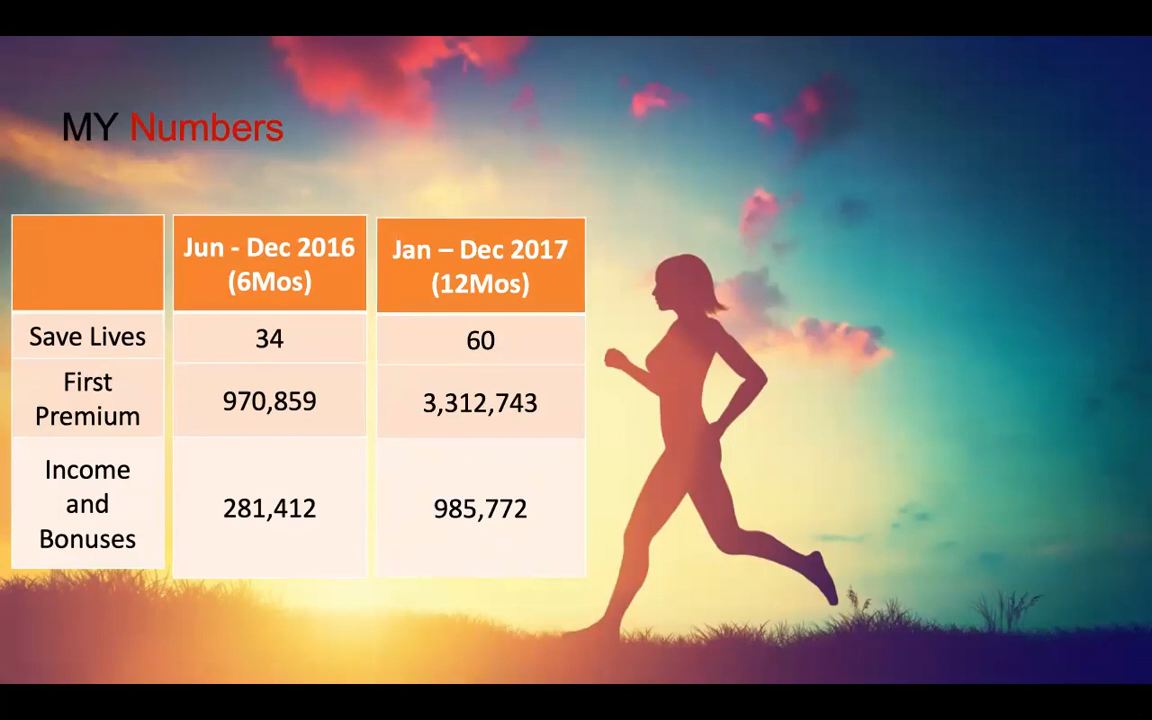 MY Numbers
Jun - Dec 2016
(6Mos)
Jan – Dec 2017
(12Mos)
Save Lives
34
60
First
Premium
970,859
3,312,743
Income
and
Bonuses
281,412
985,772